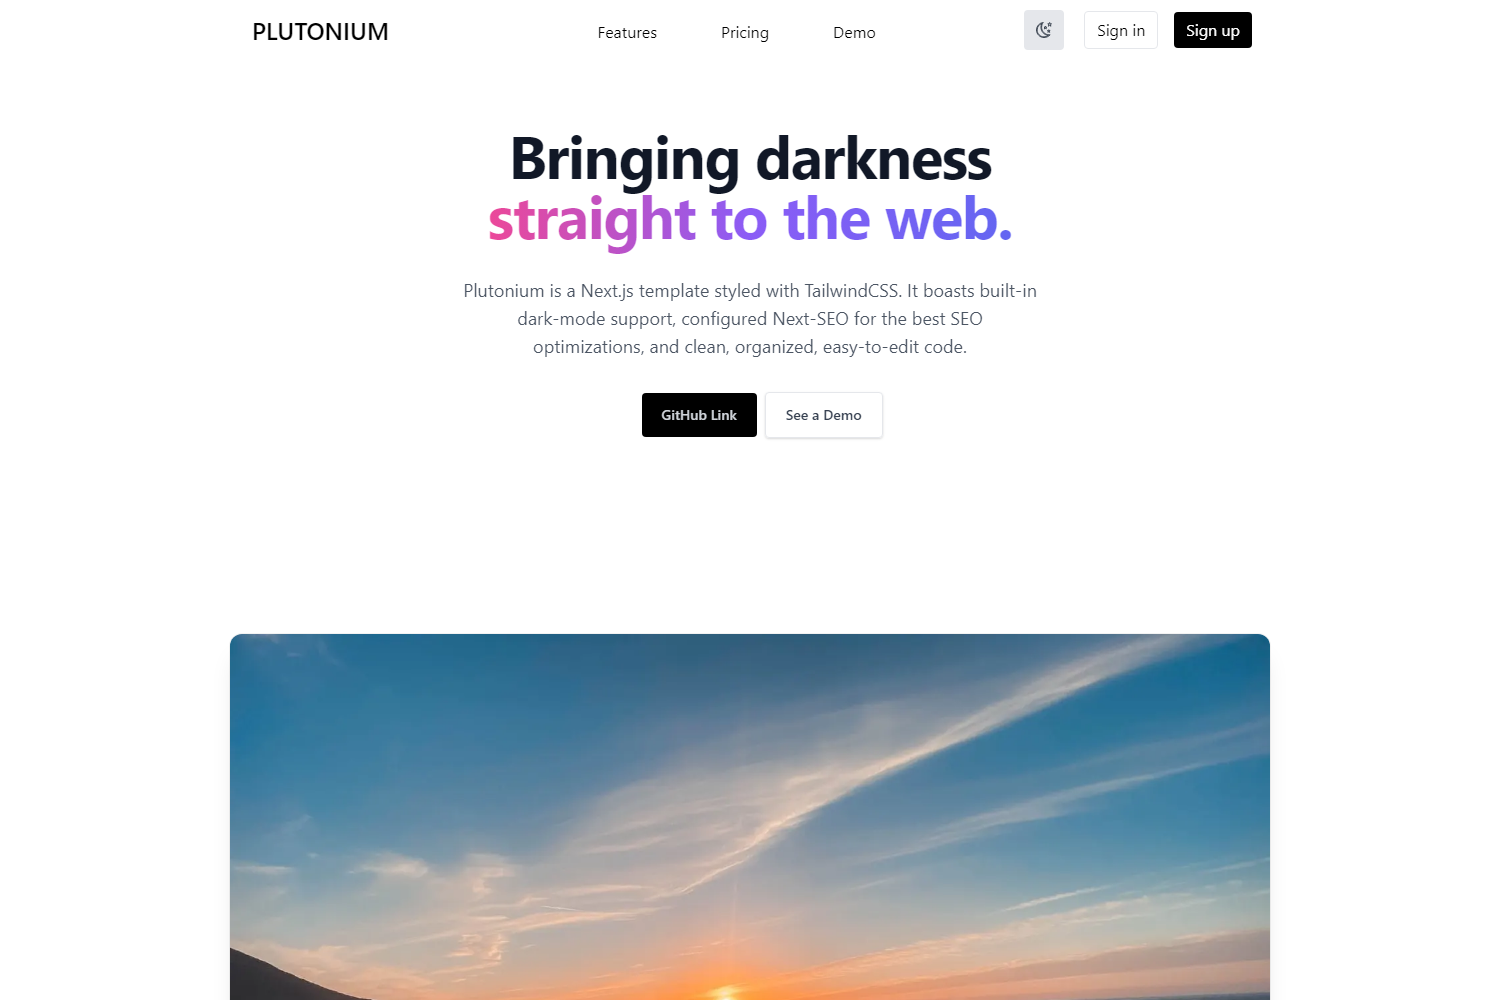 PLUTONIUM
Features
Pricing
Demo
Sign in
Sign up
Bringing darkness
straight to the web.
Plutonium is a Next.js template styled with TailwindCSS. It boasts built-in
dark-mode support, configured Next-SEO for the best SEO
optimizations, and clean, organized, easy-to-edit code.
GitHub Link
See a Demo